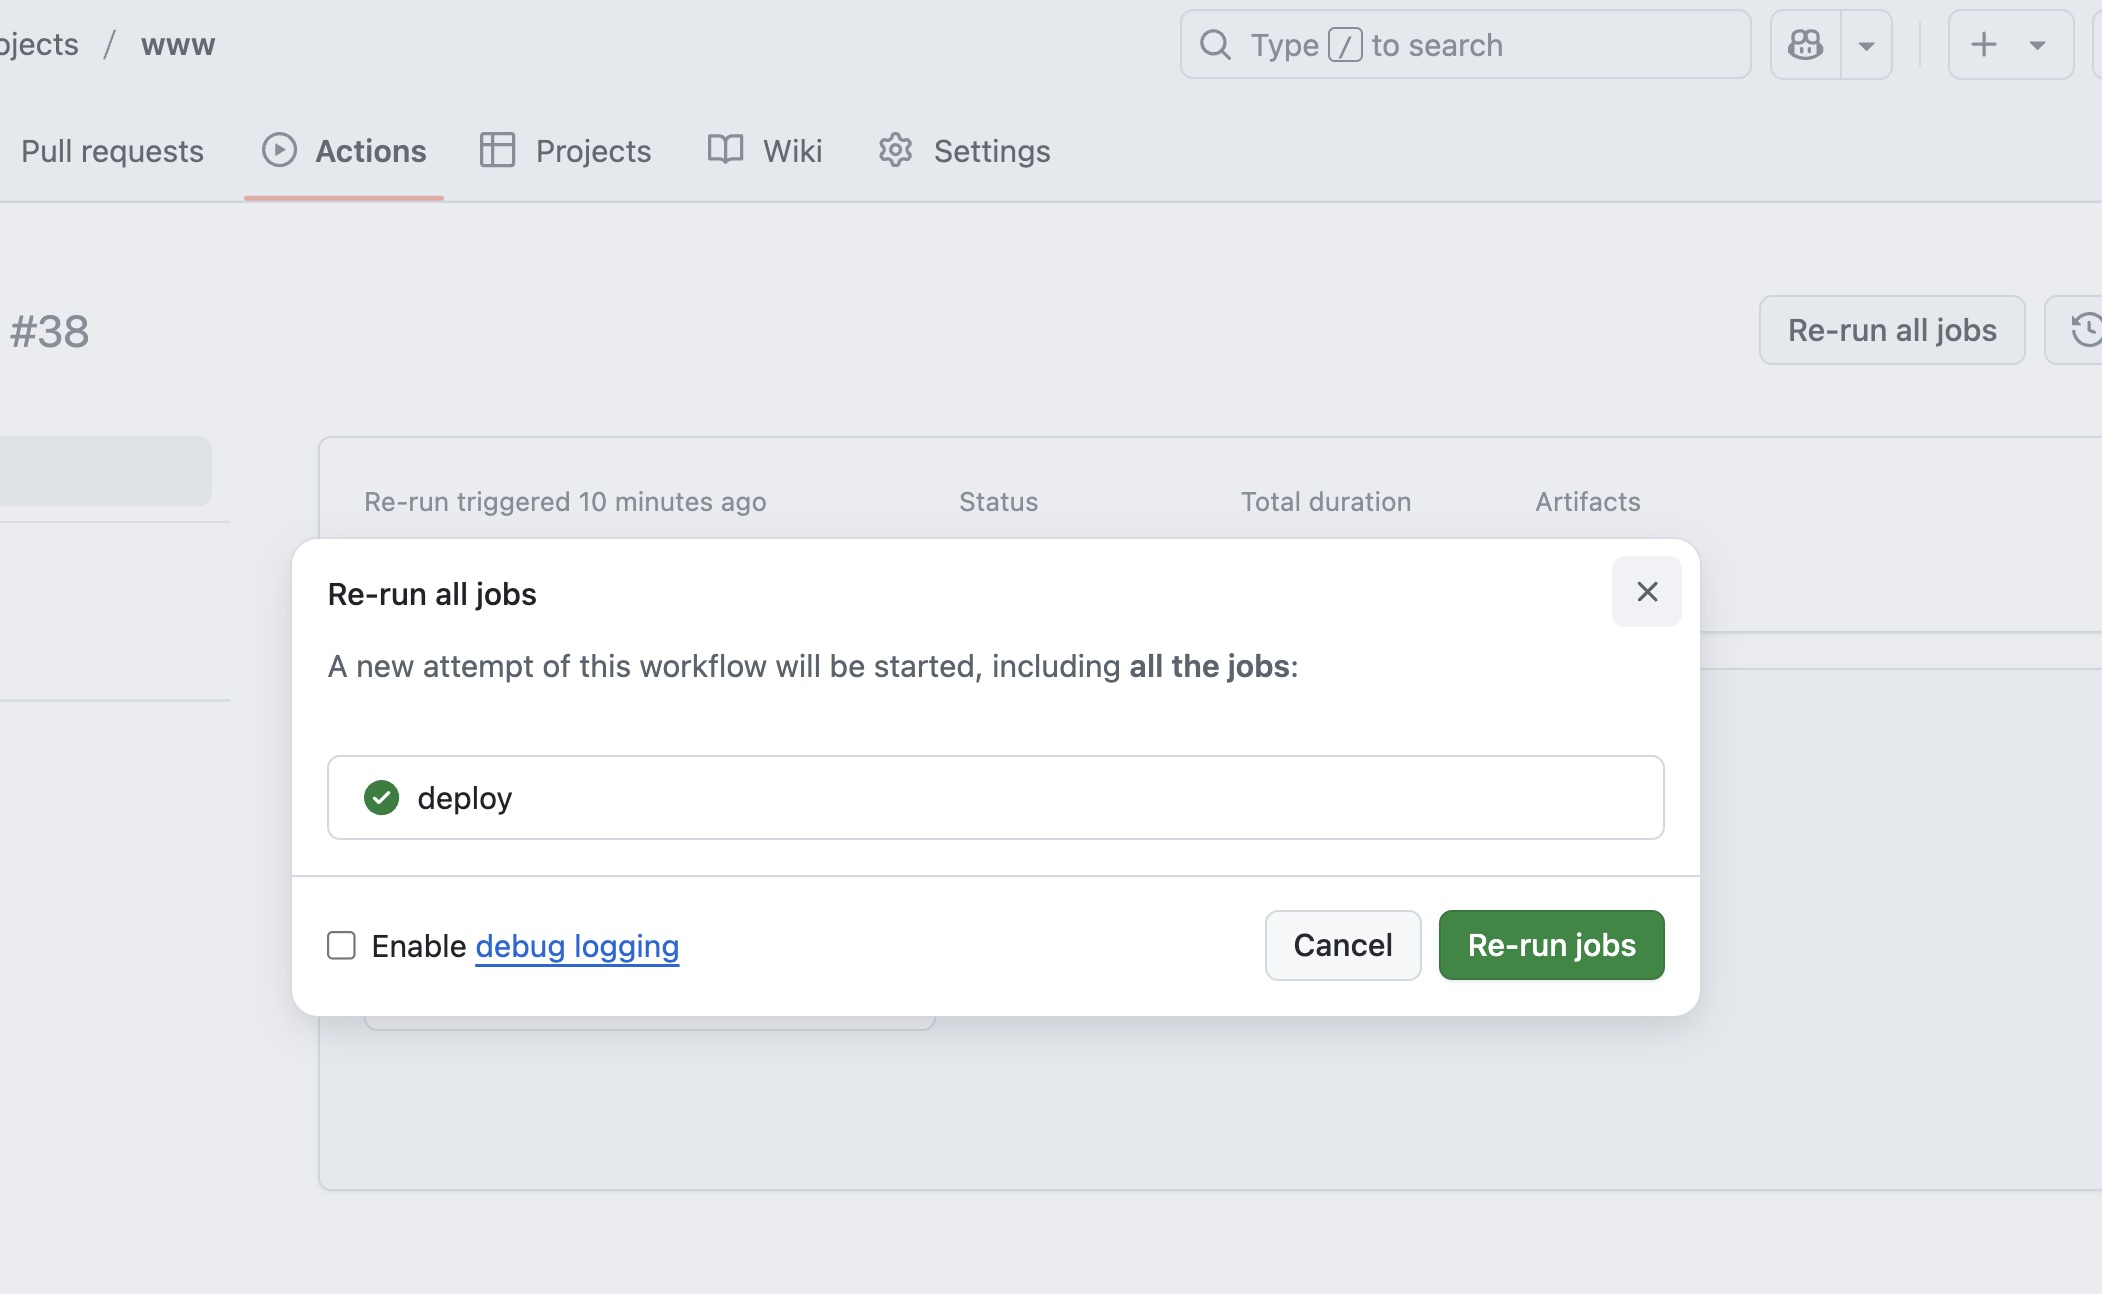 ojects / www
Type / to search
Pull requests Actions Projects Wiki Settings
#38
Re-run all jobs
Re-run triggered 10 minutes ago Status Total duration Artifacts
Re-run all jobs
A new attempt of this workflow will be started, including all the jobs:
deploy
Enable debug logging Cancel Re-run jobs